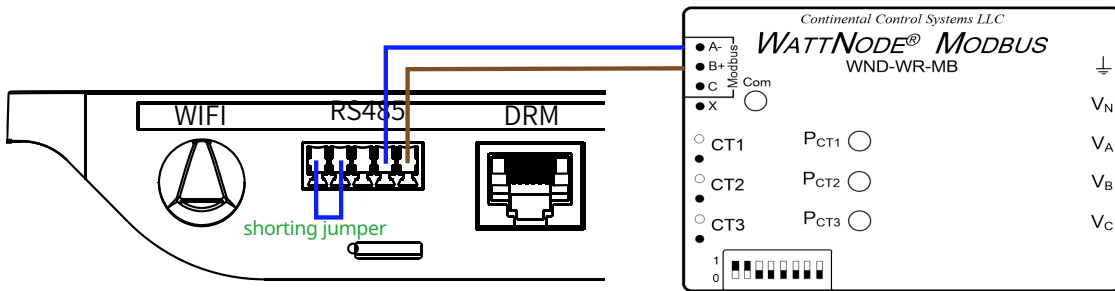 Continental Control Systems LLC
WATTNODE® MODBUS
WND-WR-MB
A-
B+
C
X
Modbus
Com
WIFI
RS485
DRM
shorting jumper
CT1
CT2
CT3
PCT1
PCT2
PCT3
VN
VA
VB
VC
1
0